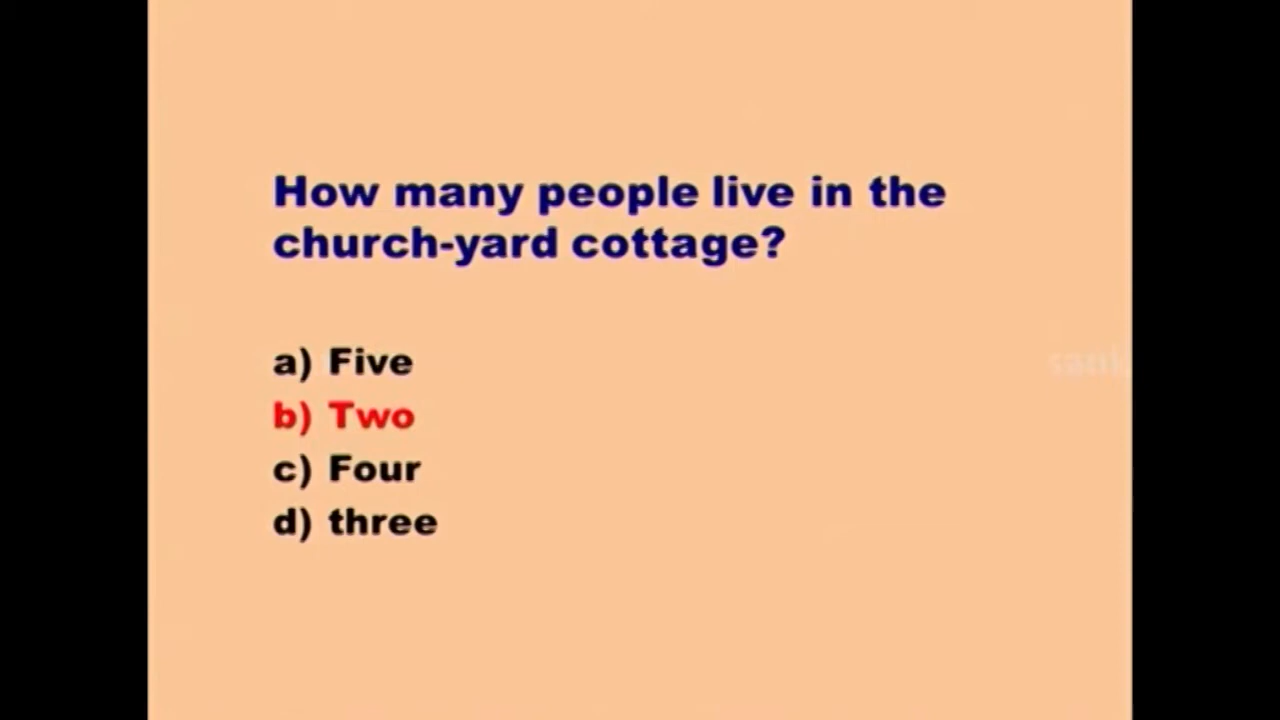 How many people live in the
church-yard cottage?
a) Five
b) Two
c) Four
d) three